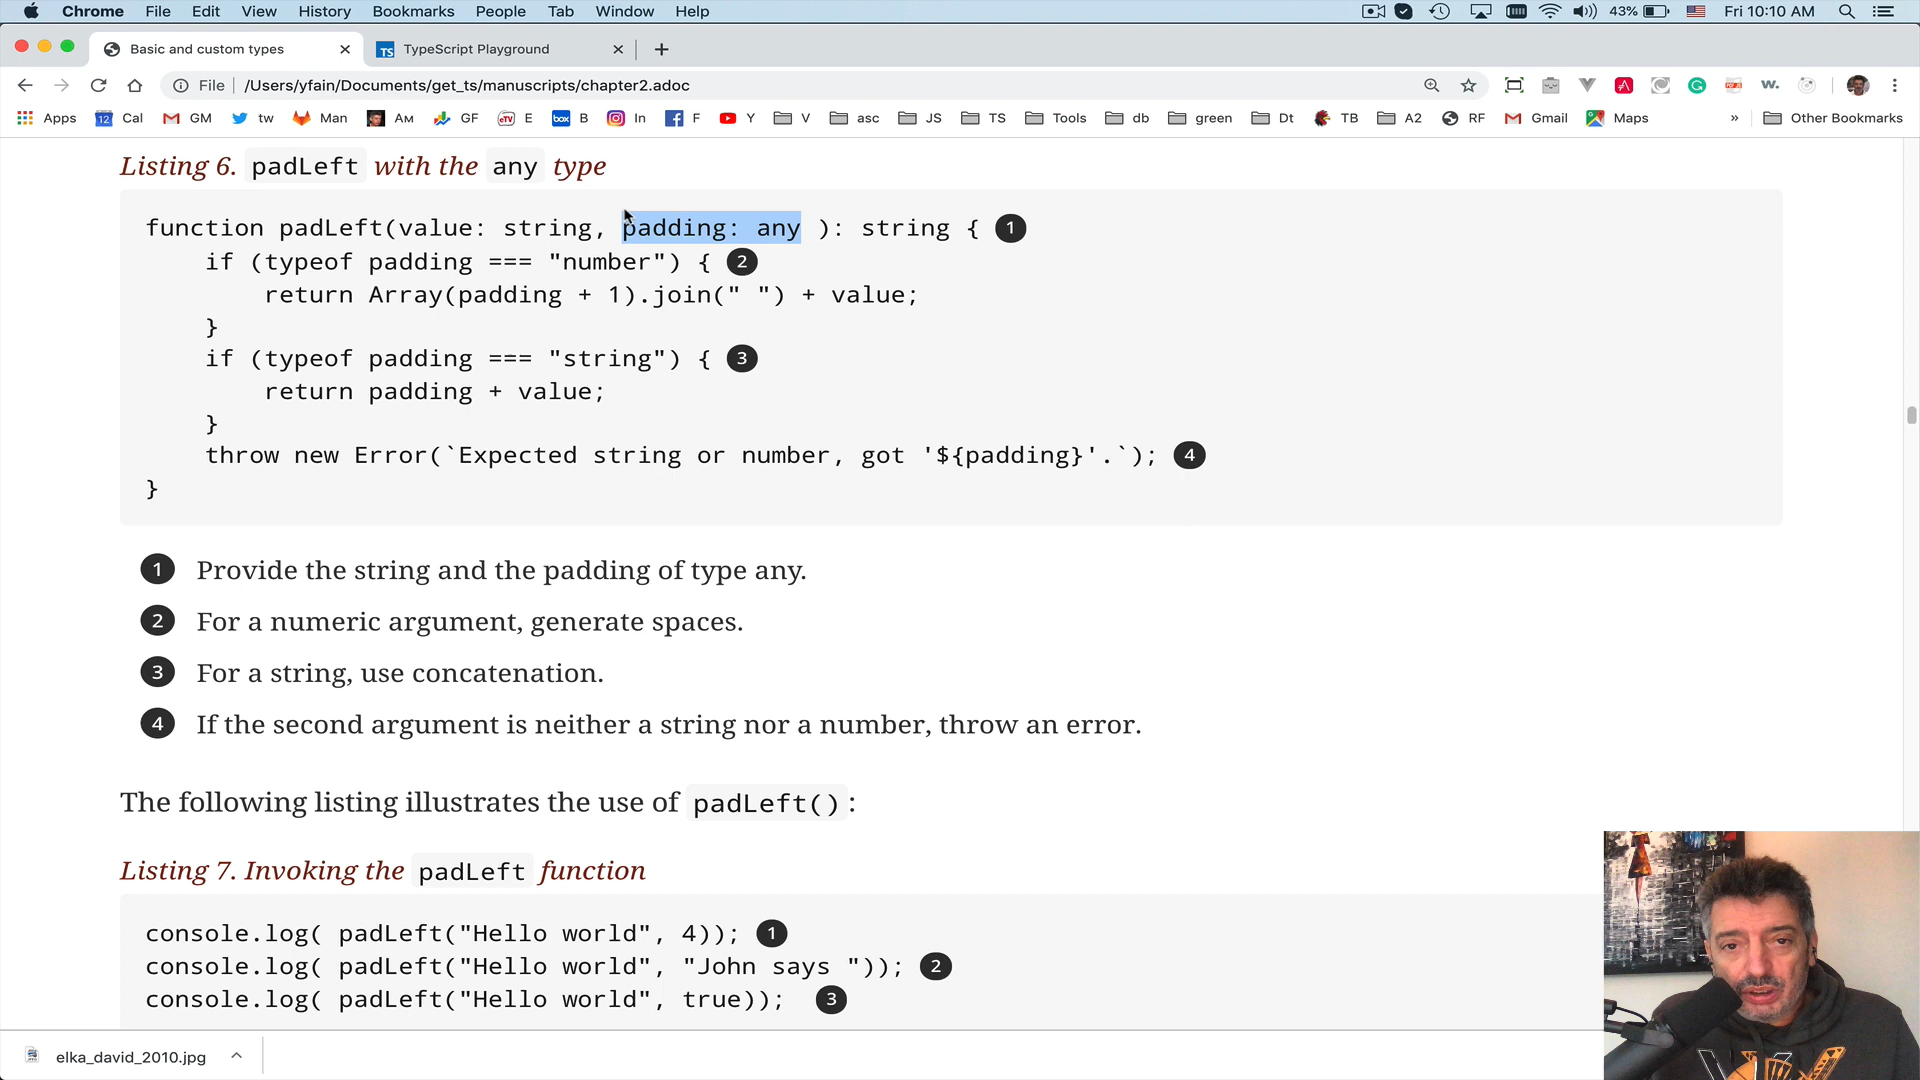 Chrome File Edit View History Bookmarks People Tab Window Help 43% Fri 10:10 AM
Basic and custom types TS TypeScript Playground
File /Users/yfain/Documents/get_ts/manuscripts/chapter2.adoc
Apps 12 Cal GM tw Man Ам GF eTV E box B In F Y V asc JS TS Tools db green Dt TB A2 RF Gmail Maps » Other Bookmarks
Listing 6. padLeft with the any type
function padLeft(value: string, padding: any ): string { 1
if (typeof padding === "number") { 2
return Array(padding + 1).join(" ") + value;
}
if (typeof padding === "string") { 3
return padding + value;
}
throw new Error(`Expected string or number, got '${padding}'.`); 4
}
1 Provide the string and the padding of type any.
2 For a numeric argument, generate spaces.
3 For a string, use concatenation.
4 If the second argument is neither a string nor a number, throw an error.
The following listing illustrates the use of padLeft():
Listing 7. Invoking the padLeft function
console.log( padLeft("Hello world", 4)); 1
console.log( padLeft("Hello world", "John says ")); 2
console.log( padLeft("Hello world", true)); 3
elka_david_2010.jpg